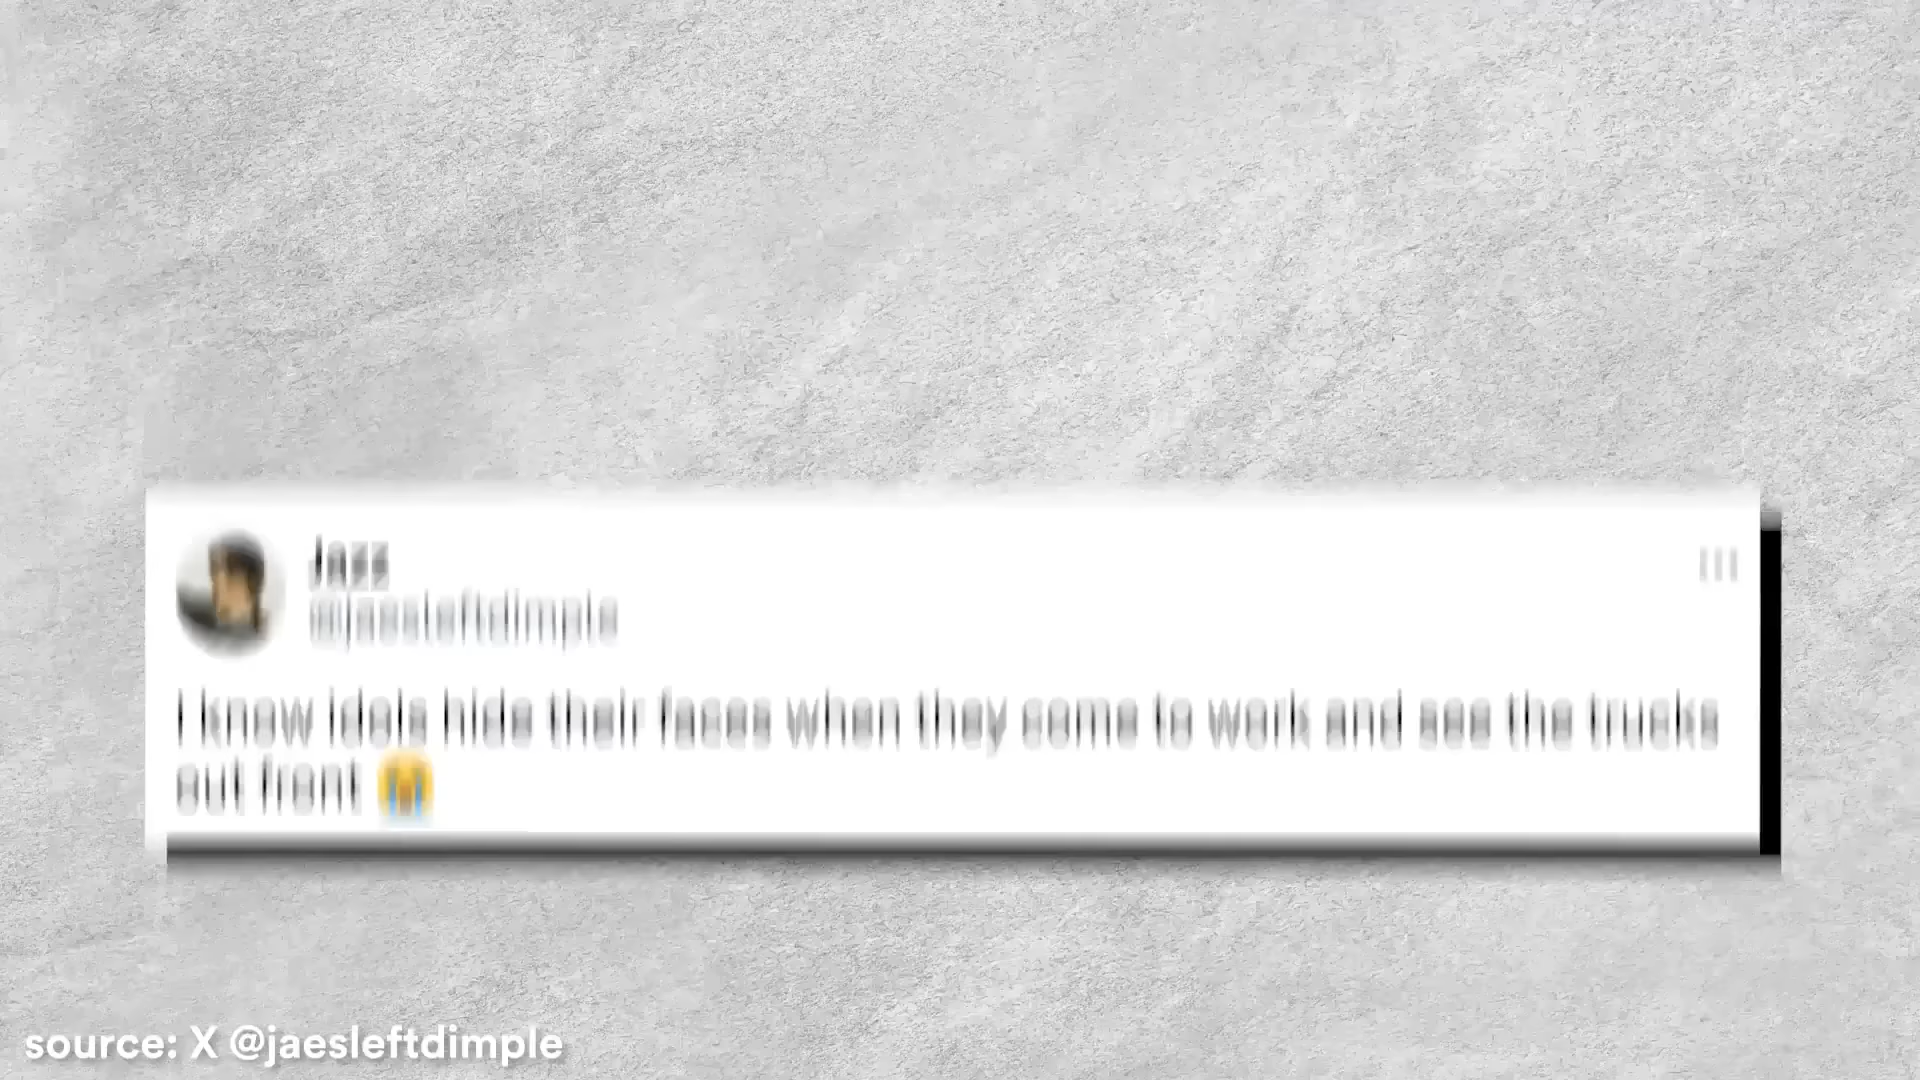 Jazz
@jaesleftdimple
I know idols hide their faces when they come to work and see the trucks
out front 😭
source: X @jaesleftdimple